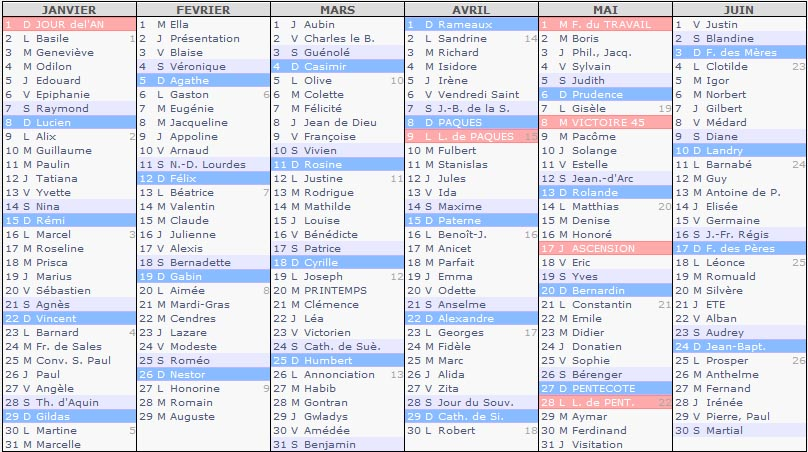 JANVIER
1 D JOUR del'AN
2 L Basile 1
3 M Geneviève
4 M Odilon
5 J Edouard
6 V Epiphanie
7 S Raymond
8 D Lucien
9 L Alix 2
10 M Guillaume
11 M Paulin
12 J Tatiana
13 V Yvette
14 S Nina
15 D Rémi
16 L Marcel 3
17 M Roseline
18 M Prisca
19 J Marius
20 V Sébastien
21 S Agnès
22 D Vincent
23 L Barnard 4
24 M Fr. de Sales
25 M Conv. S. Paul
26 J Paul
27 V Angèle
28 S Th. d'Aquin
29 D Gildas
30 L Martine 5
31 M Marcelle
FEVRIER
1 M Ella
2 J Présentation
3 V Blaise
4 S Véronique
5 D Agathe
6 L Gaston 6
7 M Eugénie
8 M Jacqueline
9 J Appoline
10 V Arnaud
11 S N.-D. Lourdes
12 D Félix
13 L Béatrice 7
14 M Valentin
15 M Claude
16 J Julienne
17 V Alexis
18 S Bernadette
19 D Gabin
20 L Aimée 8
21 M Mardi-Gras
22 M Cendres
23 J Lazare
24 V Modeste
25 S Roméo
26 D Nestor
27 L Honorine 9
28 M Romain
29 M Auguste
MARS
1 J Aubin
2 V Charles le B.
3 S Guénolé
4 D Casimir
5 L Olive 10
6 M Colette
7 M Félicité
8 J Jean de Dieu
9 V Françoise
10 S Vivien
11 D Rosine
12 L Justine 11
13 M Rodrigue
14 M Mathilde
15 J Louise
16 V Bénédicte
17 S Patrice
18 D Cyrille
19 L Joseph 12
20 M PRINTEMPS
21 M Clémence
22 J Léa
23 V Victorien
24 S Cath. de Suè.
25 D Humbert
26 L Annonciation 13
27 M Habib
28 M Gontran
29 J Gwladys
30 V Amédée
31 S Benjamin
AVRIL
1 D Rameaux
2 L Sandrine 14
3 M Richard
4 M Isidore
5 J Irène
6 V Vendredi Saint
7 S J.-B. de la S.
8 D PAQUES
9 L L. de PAQUES 15
10 M Fulbert
11 M Stanislas
12 J Jules
13 V Ida
14 S Maxime
15 D Paterne
16 L Benoît-J. 16
17 M Anicet
18 M Parfait
19 J Emma
20 V Odette
21 S Anselme
22 D Alexandre
23 L Georges 17
24 M Fidèle
25 M Marc
26 J Alida
27 V Zita
28 S Jour du Souv.
29 D Cath. de Si.
30 L Robert 18
MAI
1 M F. du TRAVAIL
2 M Boris
3 J Phil., Jacq.
4 V Sylvain
5 S Judith
6 D Prudence
7 L Gisèle 19
8 M VICTOIRE 45
9 M Pacôme
10 J Solange
11 V Estelle
12 S Jean.-d'Arc
13 D Rolande
14 L Matthias 20
15 M Denise
16 M Honoré
17 J ASCENSION
18 V Eric
19 S Yves
20 D Bernardin
21 L Constantin 21
22 M Emile
23 M Didier
24 J Donatien
25 V Sophie
26 S Bérenger
27 D PENTECOTE
28 L L. de PENT. 22
29 M Aymar
30 M Ferdinand
31 J Visitation
JUIN
1 V Justin
2 S Blandine
3 D F. des Mères
4 L Clotilde 23
5 M Igor
6 M Norbert
7 J Gilbert
8 V Médard
9 S Diane
10 D Landry
11 L Barnabé 24
12 M Guy
13 M Antoine de P.
14 J Elisée
15 V Germaine
16 S J.-Fr. Régis
17 D F. des Pères
18 L Léonce 25
19 M Romuald
20 M Silvère
21 J ETE
22 V Alban
23 S Audrey
24 D Jean-Bapt.
25 L Prosper 26
26 M Anthelme
27 M Fernand
28 J Irénée
29 V Pierre, Paul
30 S Martial